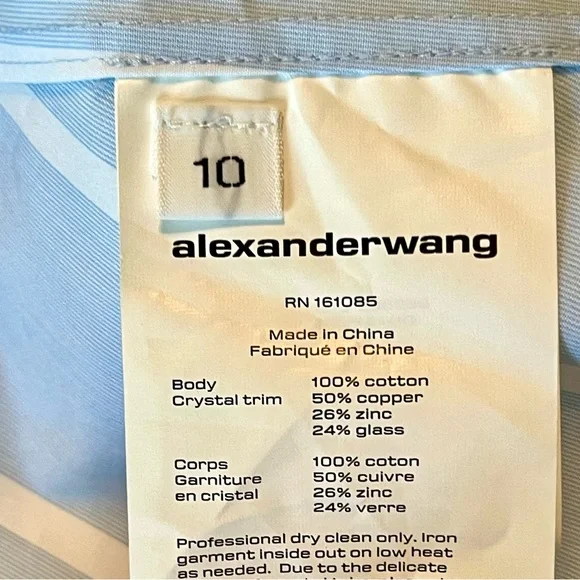 10
alexanderwang
RN 161085
Made in China
Fabriqué en Chine
Body 100% cotton
Crystal trim 50% copper
26% zinc
24% glass
Corps 100% coton
Garniture 50% cuivre
en cristal 26% zinc
24% verre
Professional dry clean only. Iron
garment inside out on low heat
as needed. Due to the delicate